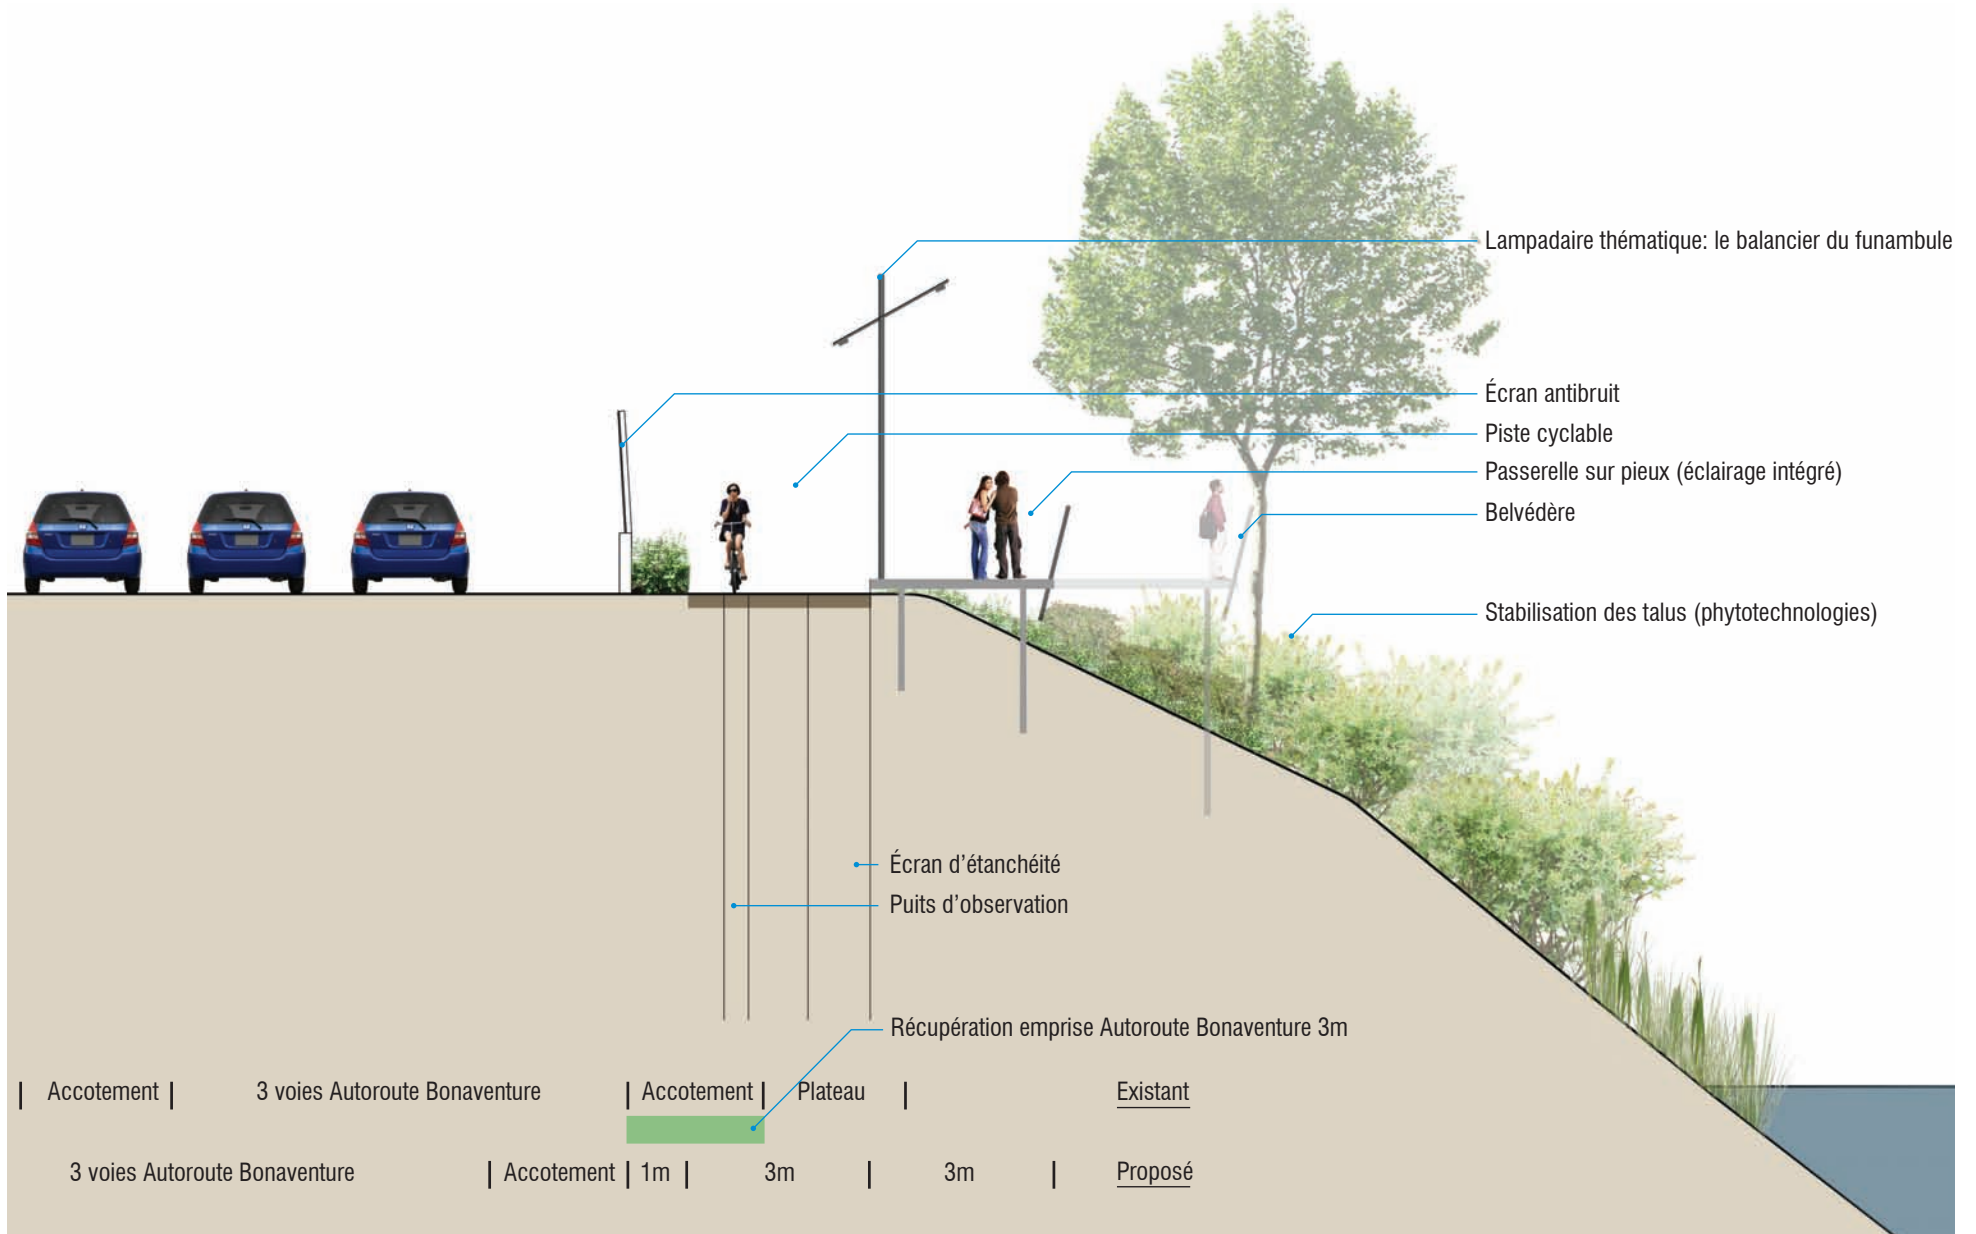 Lampadaire thématique: le balancier du funambule
Écran antibruit
Piste cyclable
Passerelle sur pieux (éclairage intégré)
Belvédère
Stabilisation des talus (phytotechnologies)
Écran d’étanchéité
Puits d’observation
Récupération emprise Autoroute Bonaventure 3m
Accotement 3 voies Autoroute Bonaventure Accotement Plateau Existant
3 voies Autoroute Bonaventure Accotement 1m 3m 3m Proposé